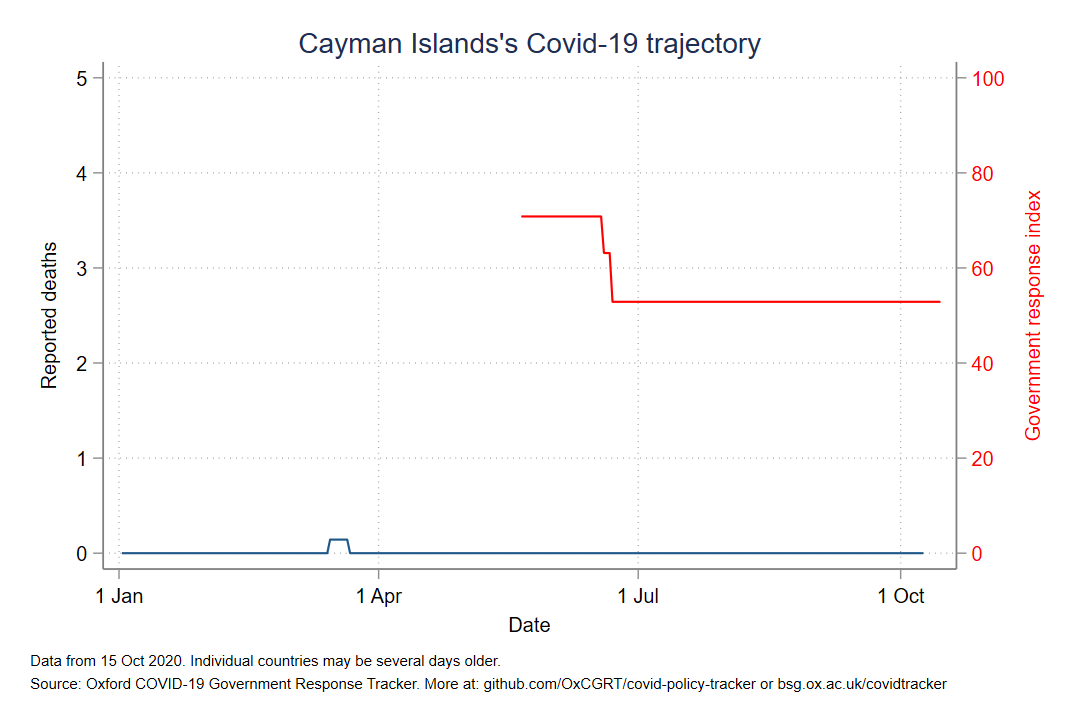 Cayman Islands's Covid-19 trajectory
5
4
3
2
1
0
Reported deaths
100
80
60
40
20
0
Government response index
1 Jan
1 Apr
1 Jul
1 Oct
Date
Data from 15 Oct 2020. Individual countries may be several days older.
Source: Oxford COVID-19 Government Response Tracker. More at: github.com/OxCGRT/covid-policy-tracker or bsg.ox.ac.uk/covidtracker